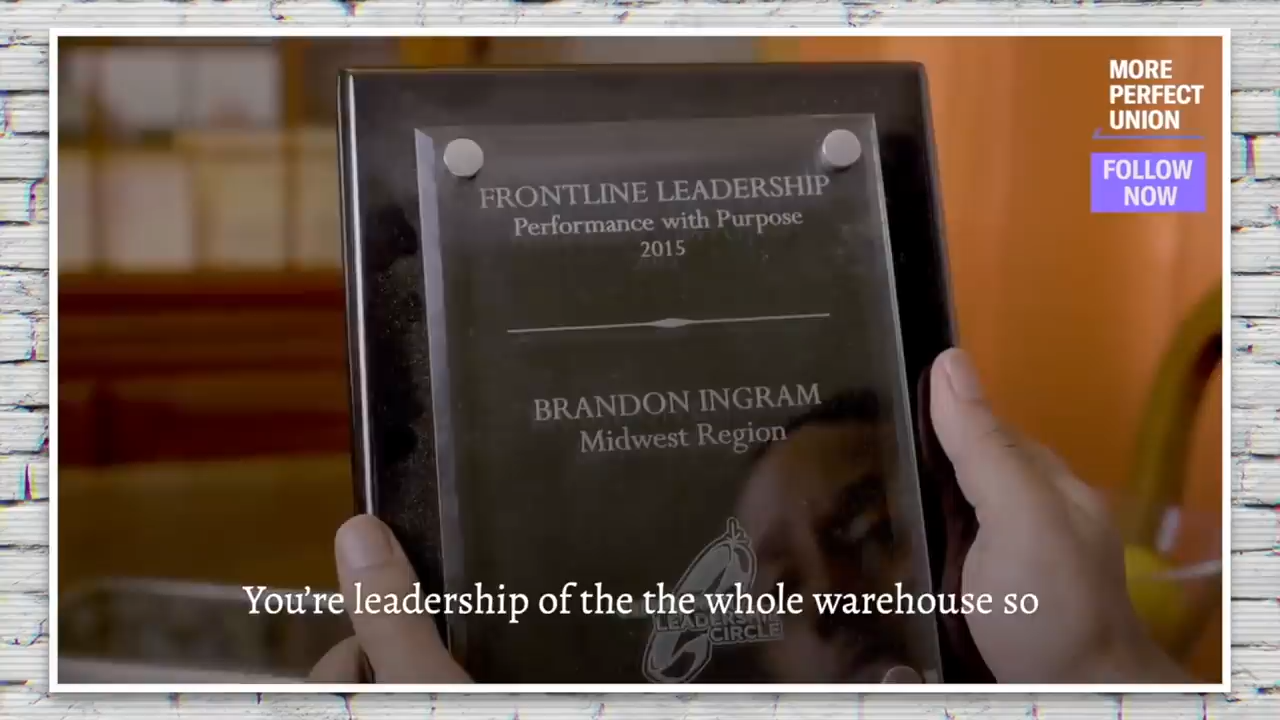 MORE
PERFECT
UNION
FOLLOW
NOW
FRONTLINE LEADERSHIP
Performance with Purpose
2015
BRANDON INGRAM
Midwest Region
You're leadership of the the whole warehouse so
CIRCLE